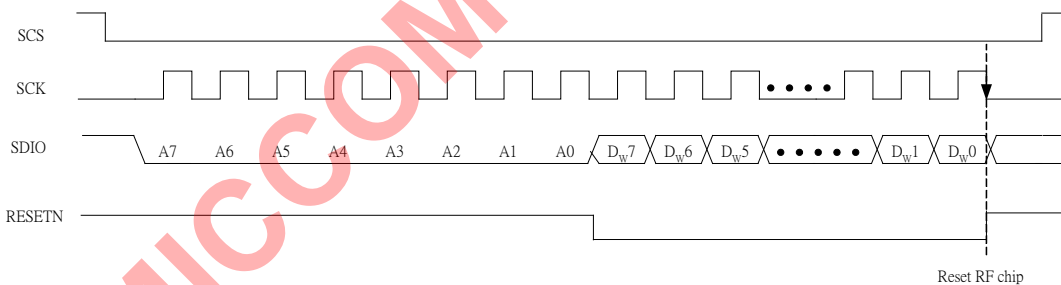 SCS
SCK
SDIO A7 A6 A5 A4 A3 A2 A1 A0 DW7 DW6 DW5 DW1 DW0
RESETN
Reset RF chip
MICCOM